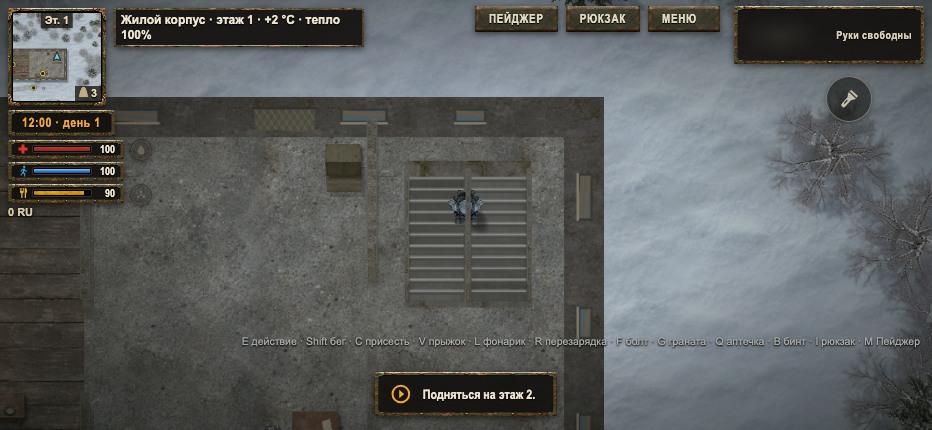 Эт. 1
3
Жилой корпус · этаж 1 · +2 °C · тепло
100%
ПЕЙДЖЕР
РЮКЗАК
МЕНЮ
Руки свободны
12:00 · день 1
100
100
90
0 RU
E действие · Shift бег · C присесть · V прыжок · L фонарик · R перезарядка · F болт · G граната · Q аптечка · B бинт · I рюкзак · M Пейджер
Подняться на этаж 2.